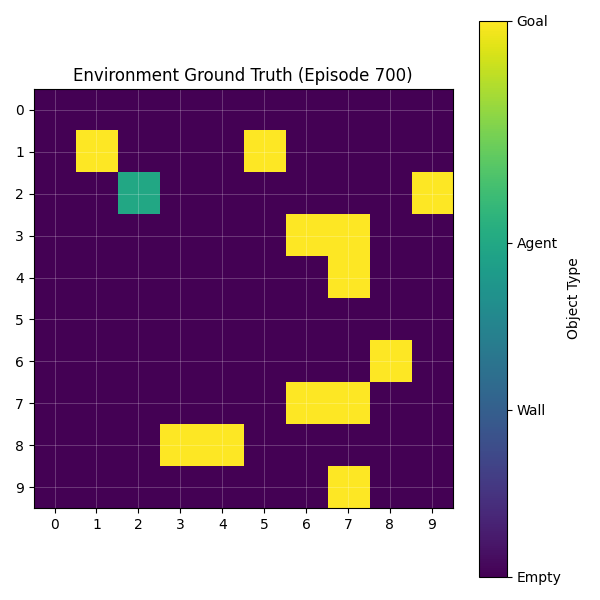 Environment Ground Truth (Episode 700)
0
1
2
3
4
5
6
7
8
9
0 1 2 3 4 5 6 7 8 9
Goal
Agent
Wall
Empty
Object Type